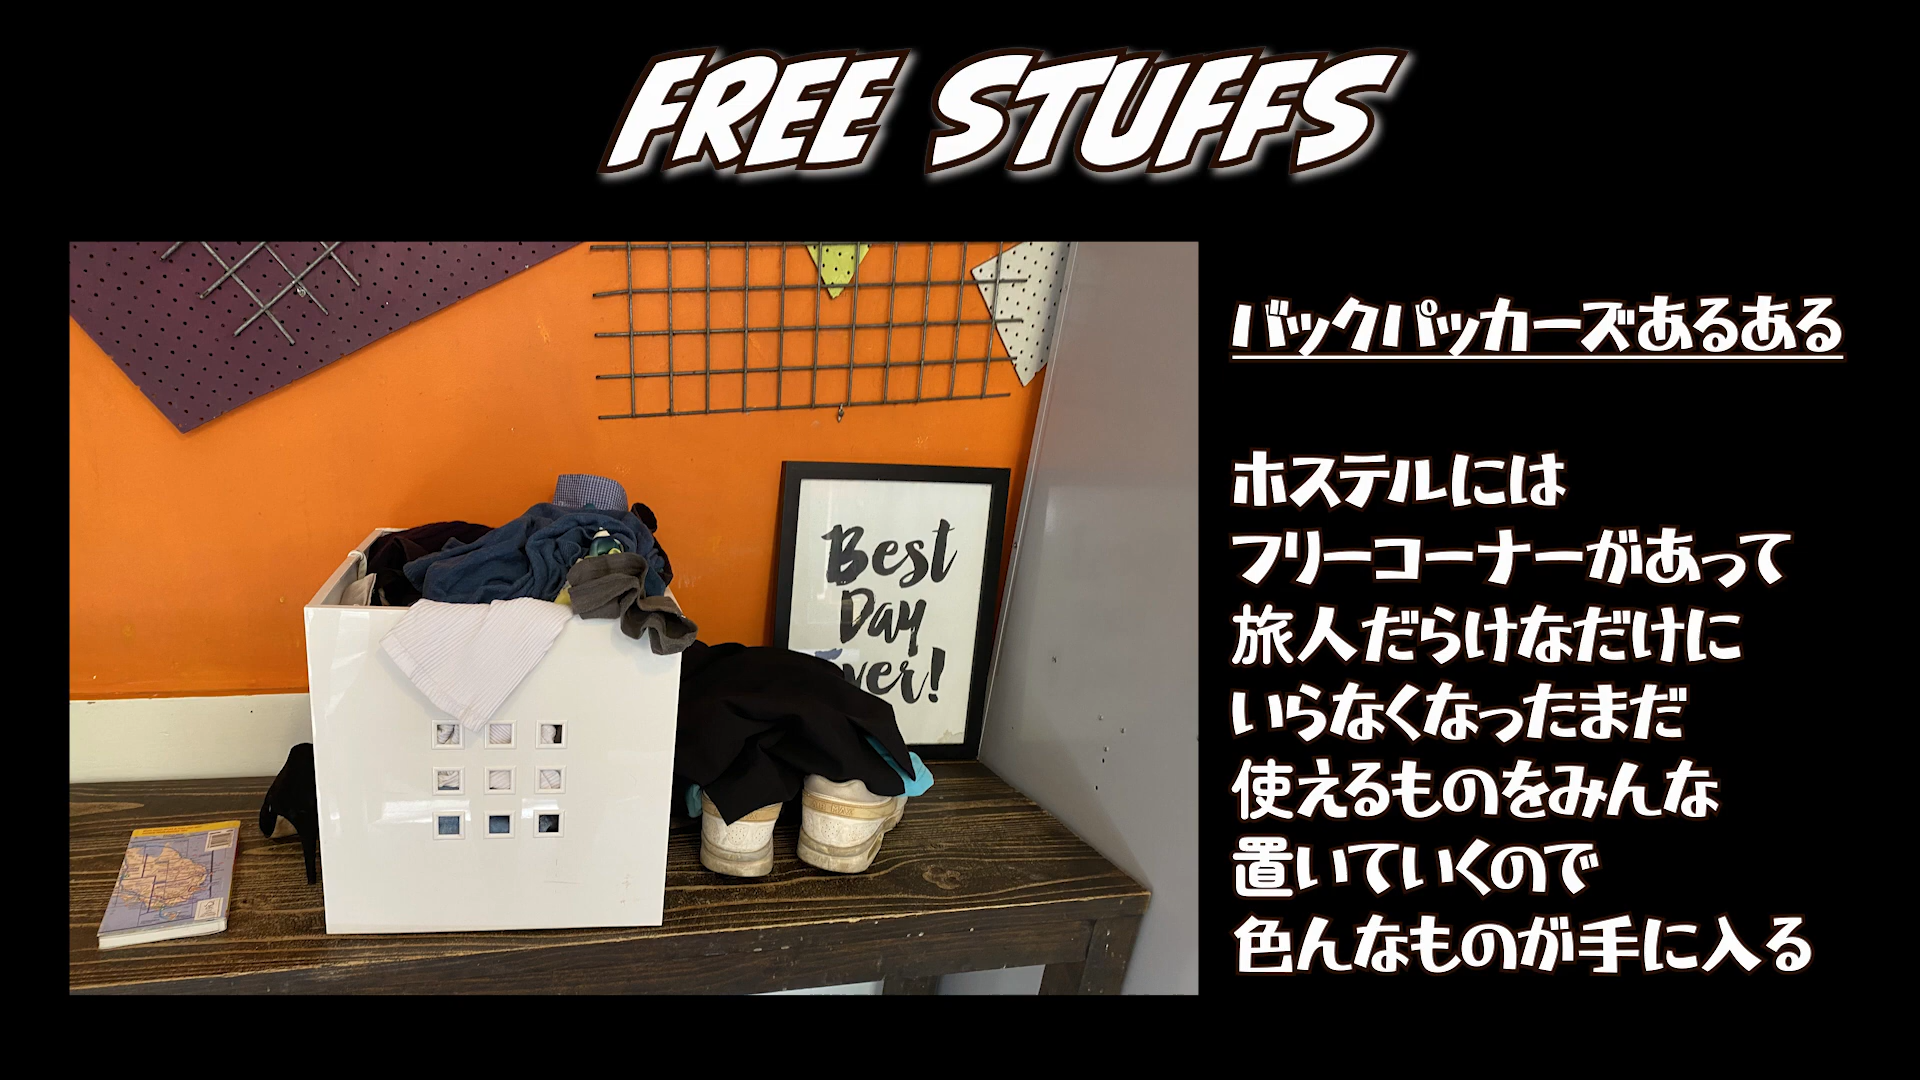 FREE STUFFS
バックパッカーズあるある
ホステルには
フリーコーナーがあって
旅人だらけなだけに
いらなくなったまだ
使えるものをみんな
置いていくので
色んなものが手に入る
Best
Day
ver!